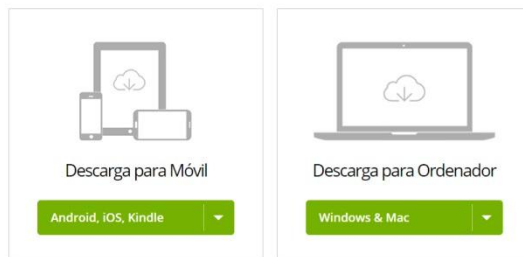 Descarga para Móvil
Android, iOS, Kindle
Descarga para Ordenador
Windows & Mac